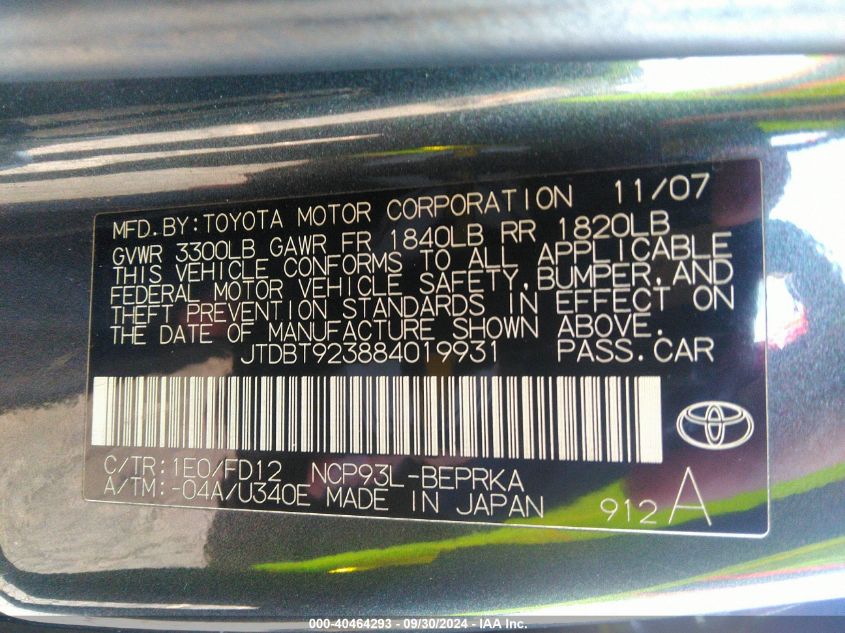 MFD.BY:TOYOTA MOTOR CORPORATION 11/07
GVWR 3300LB GAWR FR 1840LB RR 1820LB
THIS VEHICLE CONFORMS TO ALL APPLICABLE
FEDERAL MOTOR VEHICLE SAFETY,BUMPER,AND
THEFT PREVENTION STANDARDS IN EFFECT ON
THE DATE OF MANUFACTURE SHOWN ABOVE.
JTDBT923884019931 PASS.CAR
C/TR:1E0/FD12 NCP93L-BEPRKA
A/TM:-04A/U340E MADE IN JAPAN 912A
000-40464293 - 09/30/2024 - IAA Inc.